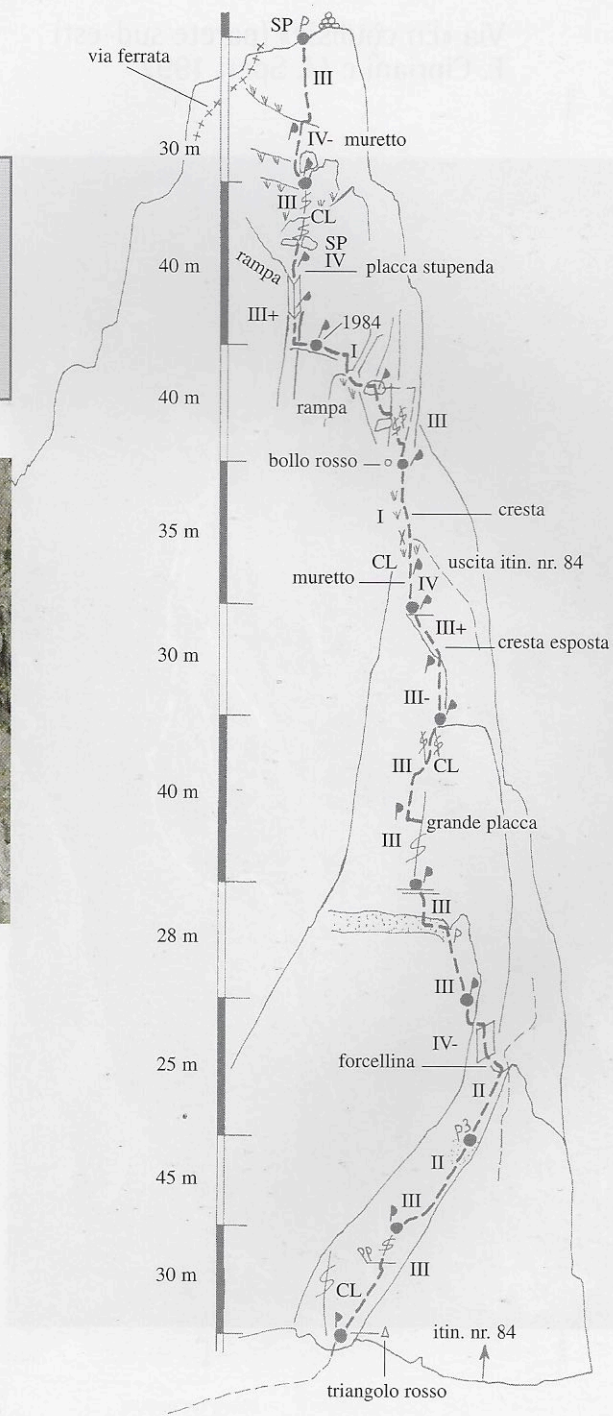 SP
via ferrata
III
30 m
IV- muretto
III
CL
SP
40 m
IV
rampa
placca stupenda
III+
1984
I
40 m
rampa
III
bollo rosso
I
cresta
35 m
CL
uscita itin. nr. 84
muretto
IV
III+
30 m
cresta esposta
III-
III
CL
40 m
grande placca
III
III
28 m
III
IV-
25 m
forcellina
II
P3
II
45 m
III
PP
III
30 m
CL
itin. nr. 84
triangolo rosso